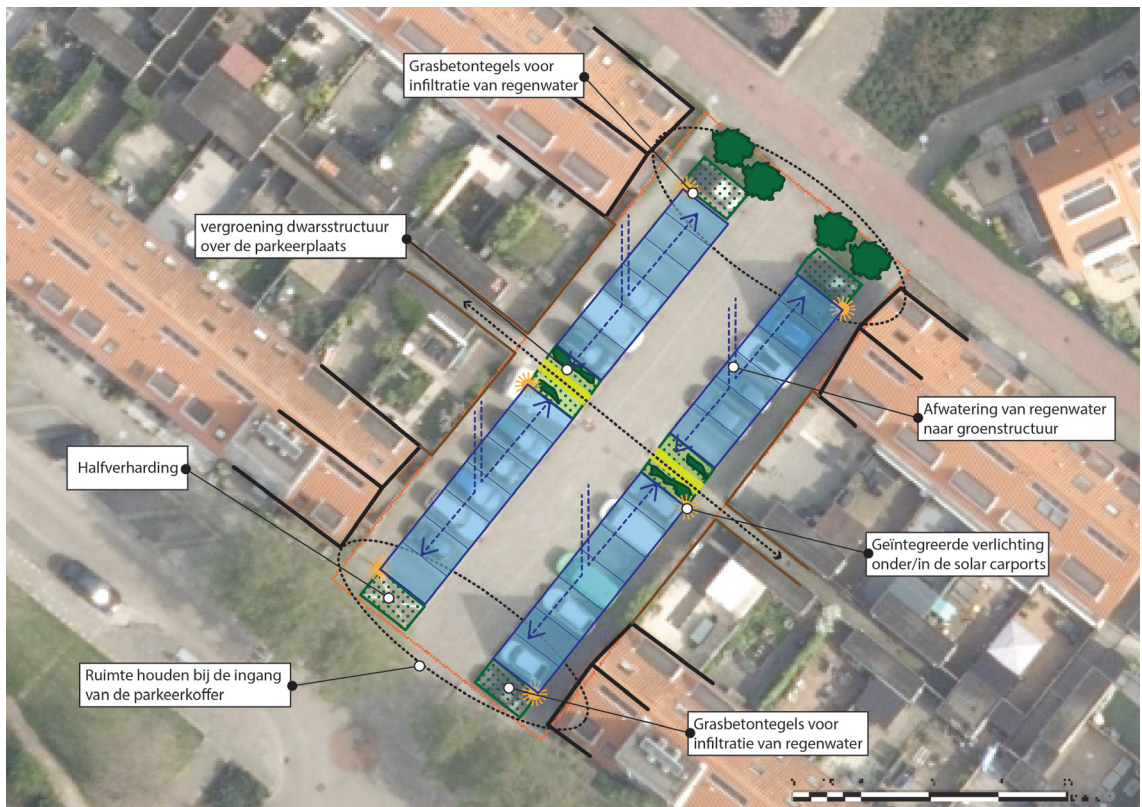 Grasbetontegels voor
infiltratie van regenwater
vergroening dwarsstructuur
over de parkeerplaats
Afwatering van regenwater
naar groenstructuur
Halfverharding
Geïntegreerde verlichting
onder/in de solar carports
Ruimte houden bij de ingang
van de parkeerkoffer
Grasbetontegels voor
infiltratie van regenwater